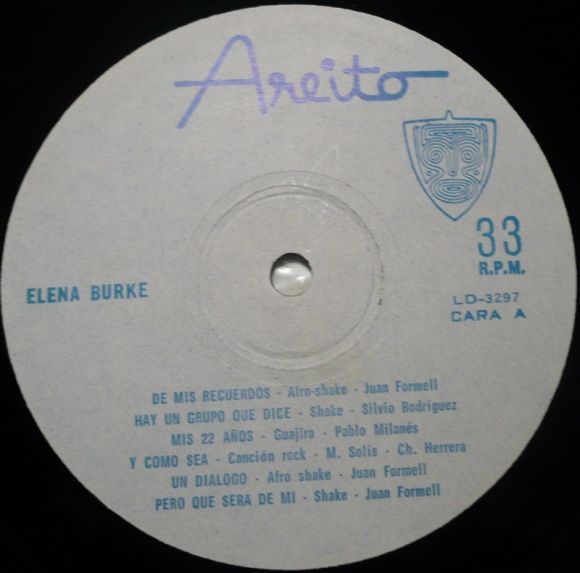 Areito
33
R.P.M.
ELENA BURKE
LD-3297
CARA A
DE MIS RECUERDOS - Afro-shake - Juan Formell
HAY UN GRUPO QUE DICE - Shake - Silvio Rodríguez
MIS 22 AÑOS - Guajira - Pablo Milanés
Y COMO SEA - Canción rock - M. Solis - Ch. Herrera
UN DIALOGO - Afro shake - Juan Formell
PERO QUE SERA DE MI - Shake - Juan Formell